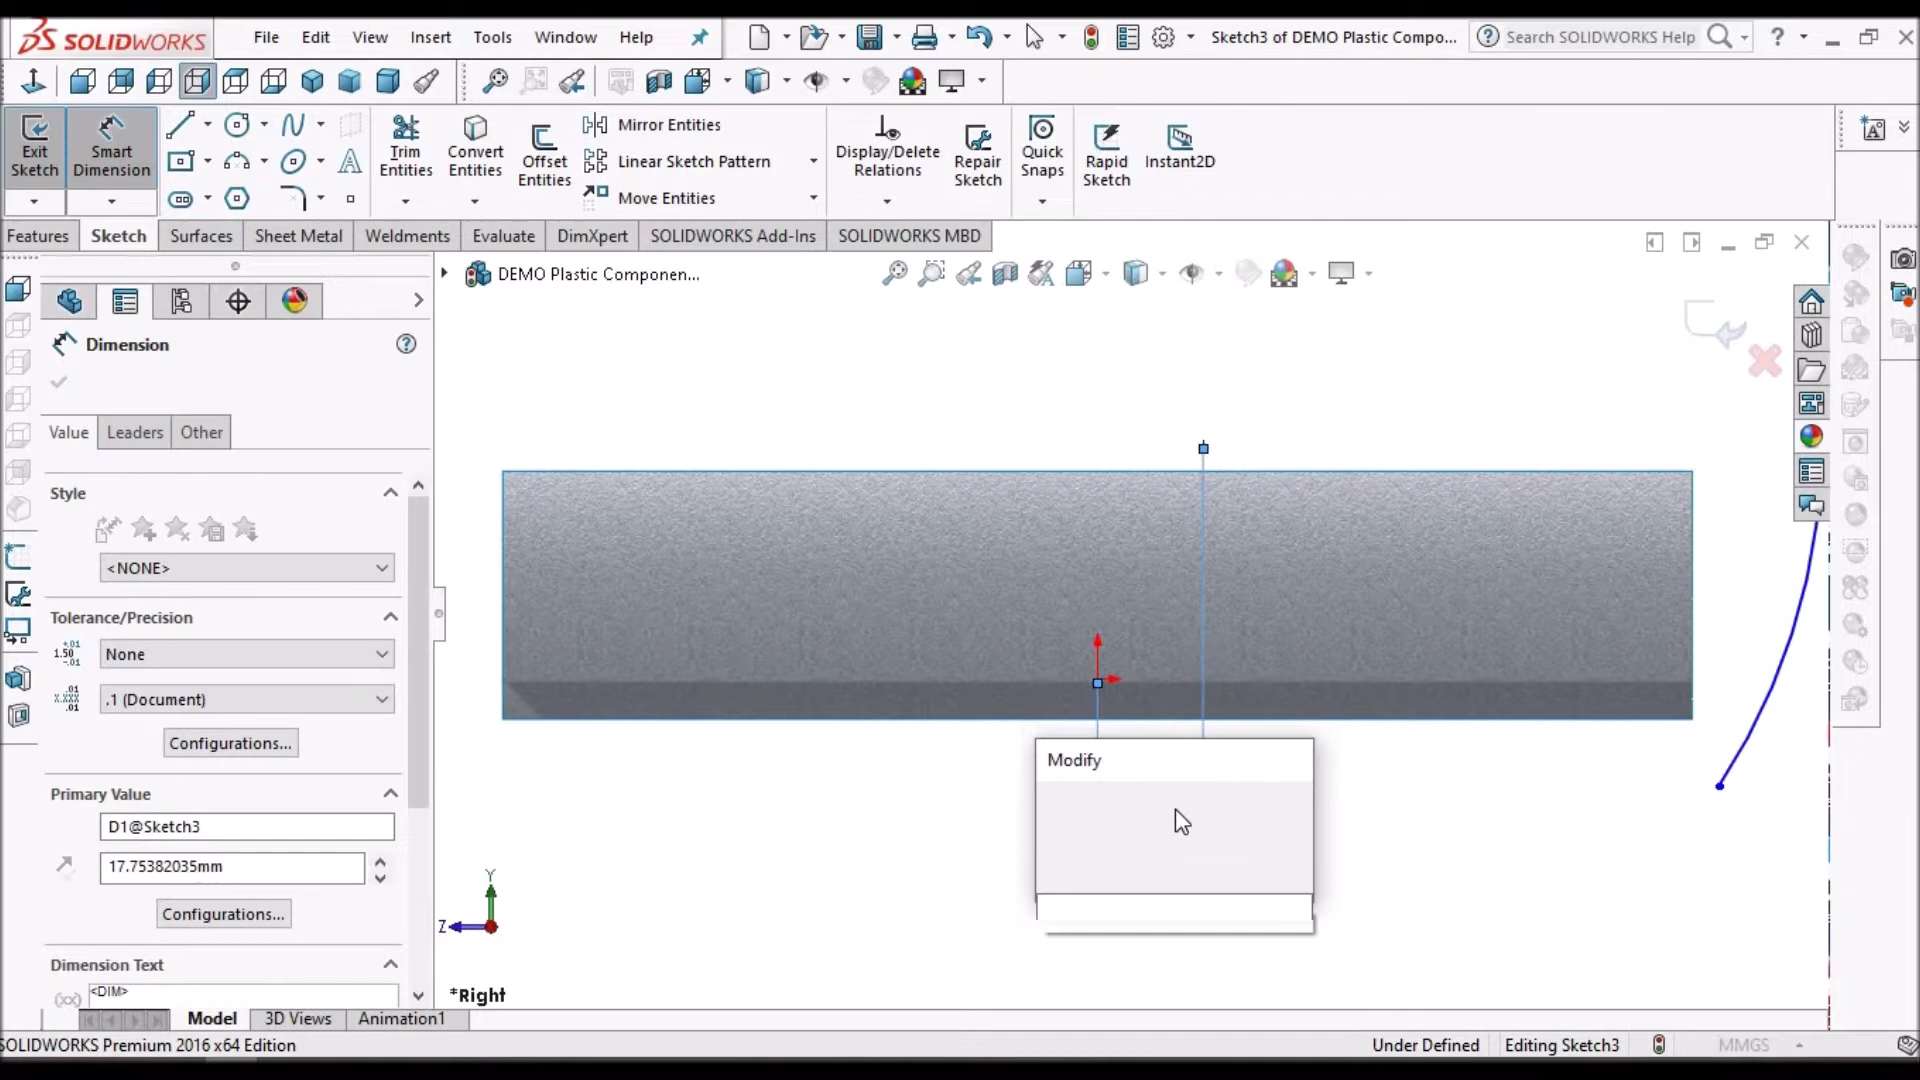 SOLIDWORKS File Edit View Insert Tools Window Help Sketch3 of DEMO Plastic Compo... Search SOLIDWORKS Help ?
Exit Sketch
Smart Dimension
Trim Entities
Convert Entities
Offset Entities
Mirror Entities
Linear Sketch Pattern
Move Entities
Display/Delete Relations
Repair Sketch
Quick Snaps
Rapid Sketch
Instant2D
Features Sketch Surfaces Sheet Metal Weldments Evaluate DimXpert SOLIDWORKS Add-Ins SOLIDWORKS MBD
DEMO Plastic Componen...
Dimension
Value Leaders Other
Style
<NONE>
Tolerance/Precision
None
.1 (Document)
Configurations...
Primary Value
D1@Sketch3
17.75382035mm
Configurations...
Dimension Text
<DIM>
Modify
Y
Z
*Right
Model 3D Views Animation1
SOLIDWORKS Premium 2016 x64 Edition Under Defined Editing Sketch3 MMGS